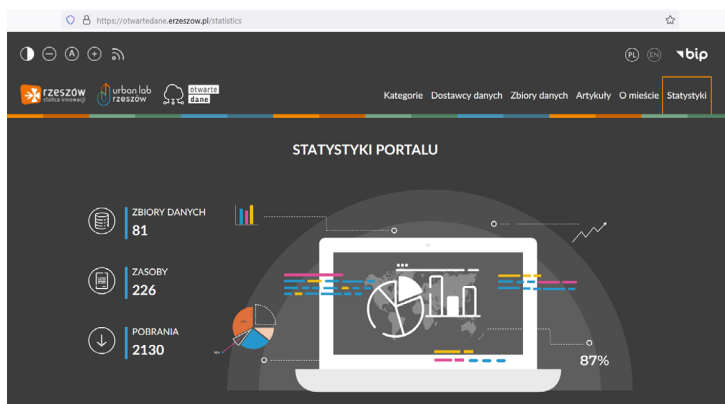 https://otwartedane.erzeszow.pl/statistics
A
PL EN bip
rzeszów
stolica innowacji
urban lab
rzeszów
otwarte
dane
Kategorie Dostawcy danych Zbiory danych Artykuły O mieście Statystyki
STATYSTYKI PORTALU
ZBIORY DANYCH
81
ZASOBY
226
POBRANIA
2130
87%